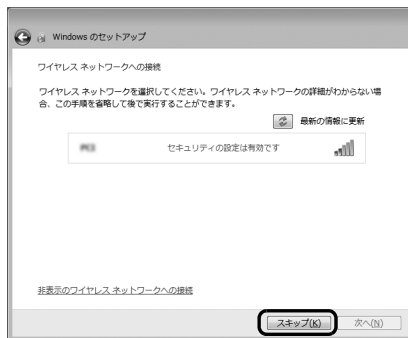 Windows のセットアップ
ワイヤレス ネットワークへの接続
ワイヤレス ネットワークを選択してください。ワイヤレス ネットワークの詳細がわからない場
合、この手順を省略して後で実行することができます。
最新の情報に更新
セキュリティの設定は有効です
非表示のワイヤレス ネットワークへの接続
スキップ(K) 次へ(N)